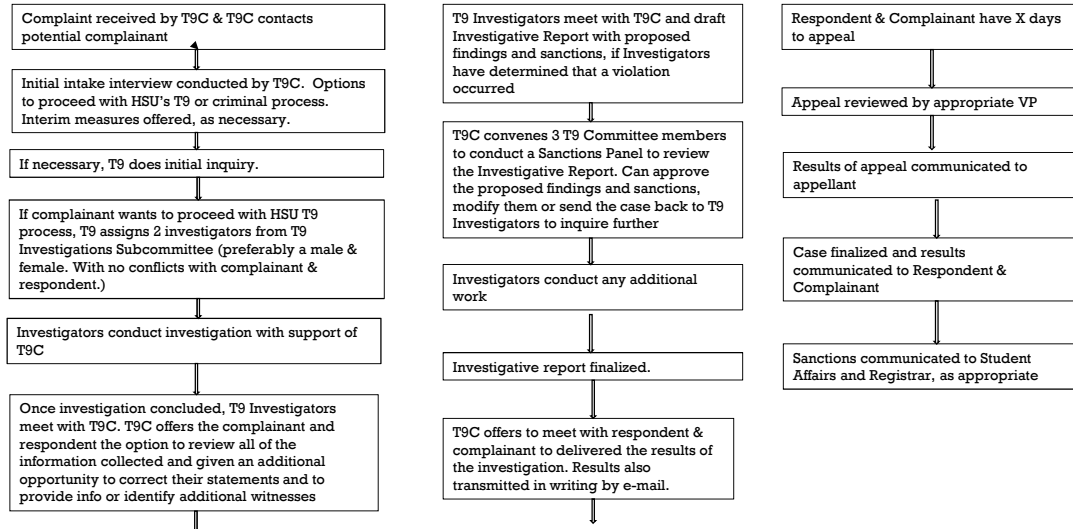 Complaint received by T9C & T9C contacts
potential complainant
Initial intake interview conducted by T9C.  Options
to proceed with HSU's T9 or criminal process.
Interim measures offered, as necessary.
If necessary, T9 does initial inquiry.
If complainant wants to proceed with HSU T9
process, T9 assigns 2 investigators from T9
Investigations Subcommittee (preferably a male &
female. With no conflicts with complainant &
respondent.)
Investigators conduct investigation with support of
T9C
Once investigation concluded, T9 Investigators
meet with T9C. T9C offers the complainant and
respondent the option to review all of the
information collected and given an additional
opportunity to correct their statements and to
provide info or identify additional witnesses
T9 Investigators meet with T9C and draft
Investigative Report with proposed
findings and sanctions, if Investigators
have determined that a violation
occurred
T9C convenes 3 T9 Committee members
to conduct a Sanctions Panel to review
the Investigative Report. Can approve
the proposed findings and sanctions,
modify them or send the case back to T9
Investigators to inquire further
Investigators conduct any additional
work
Investigative report finalized.
T9C offers to meet with respondent &
complainant to delivered the results of
the investigation. Results also
transmitted in writing by e-mail.
Respondent & Complainant have X days
to appeal
Appeal reviewed by appropriate VP
Results of appeal communicated to
appellant
Case finalized and results
communicated to Respondent &
Complainant
Sanctions communicated to Student
Affairs and Registrar, as appropriate